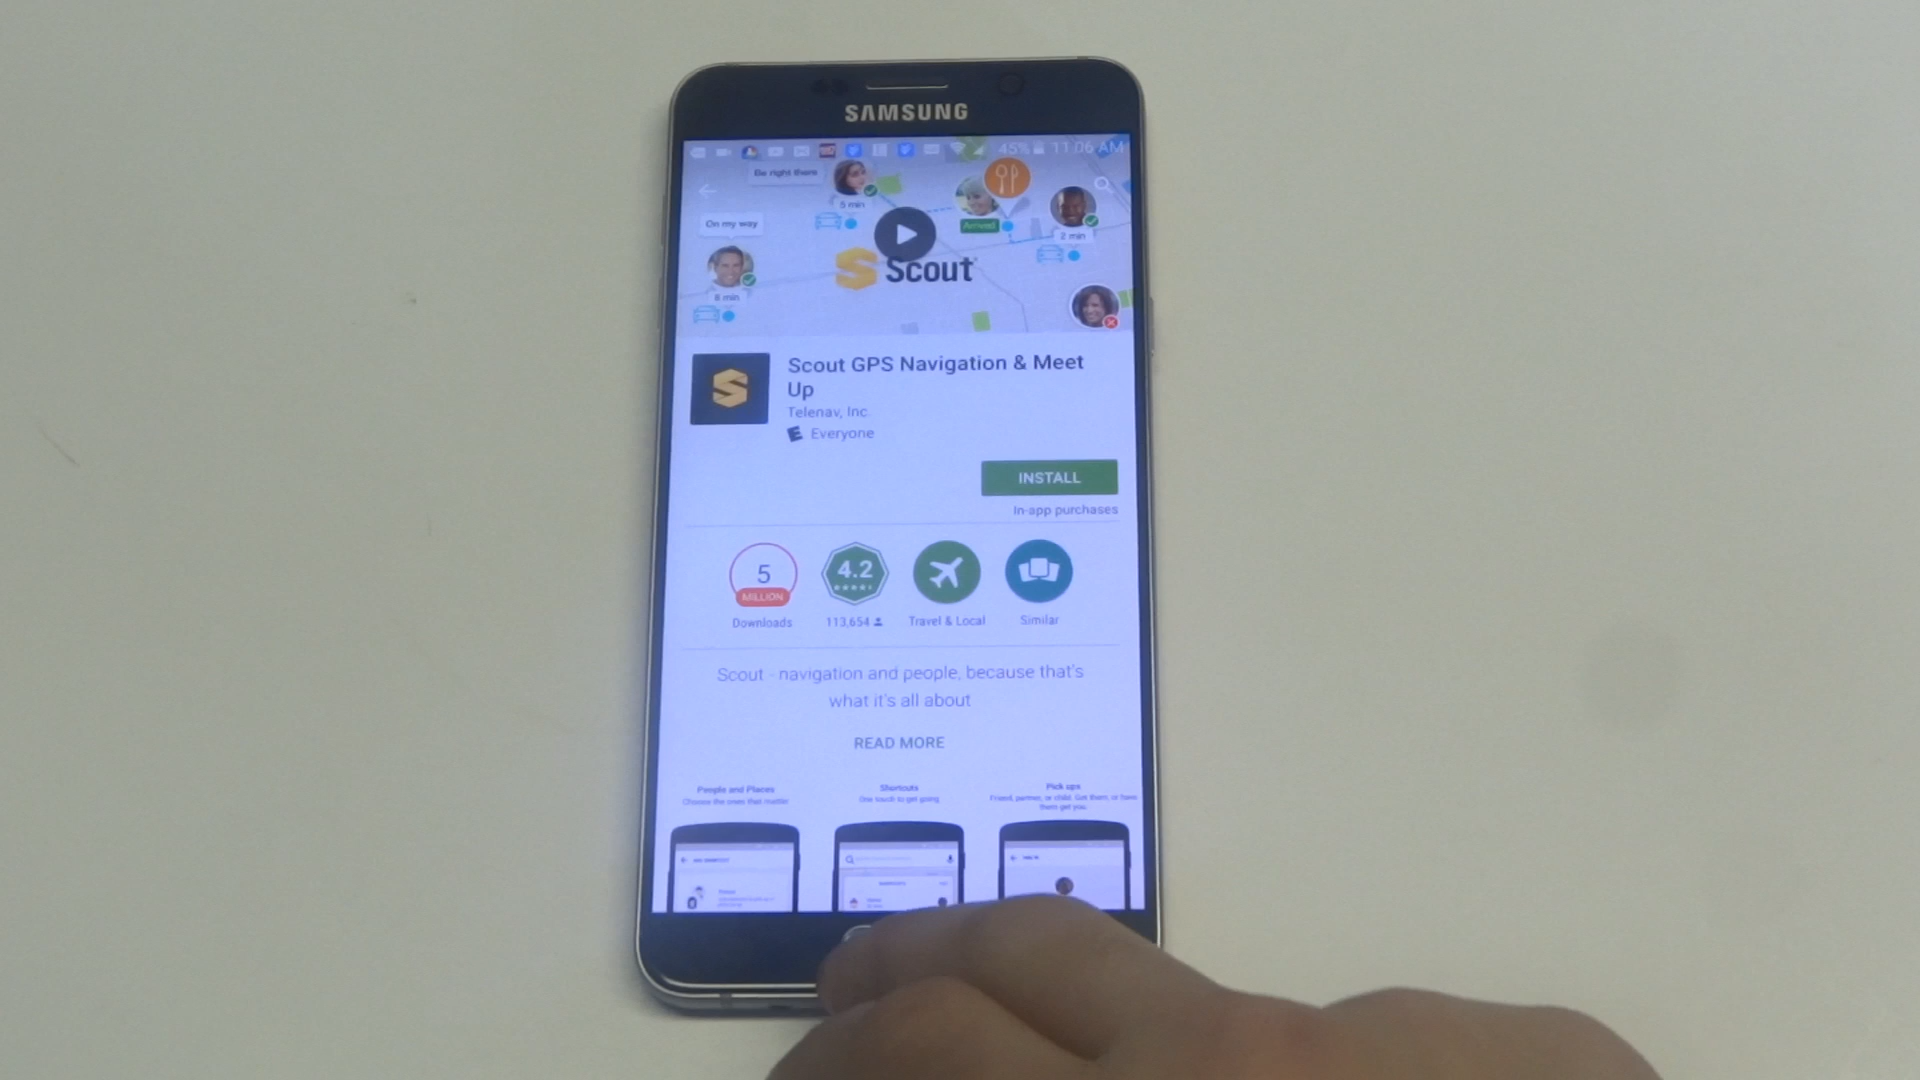 SAMSUNG
45% 11:06 AM
Be right there
5 min
On my way
Arrived
2 min
Scout
8 min
Scout GPS Navigation & Meet
Up
Telenav, Inc.
E Everyone
INSTALL
In-app purchases
5
MILLION
4.2
Downloads
113,654
Travel & Local
Similar
Scout - navigation and people, because that's
what it's all about
READ MORE
People and Places
Choose the ones that matter
Shortcuts
One touch to get going
Pick ups
Friend, partner, or child. Get them, or have
them get you.